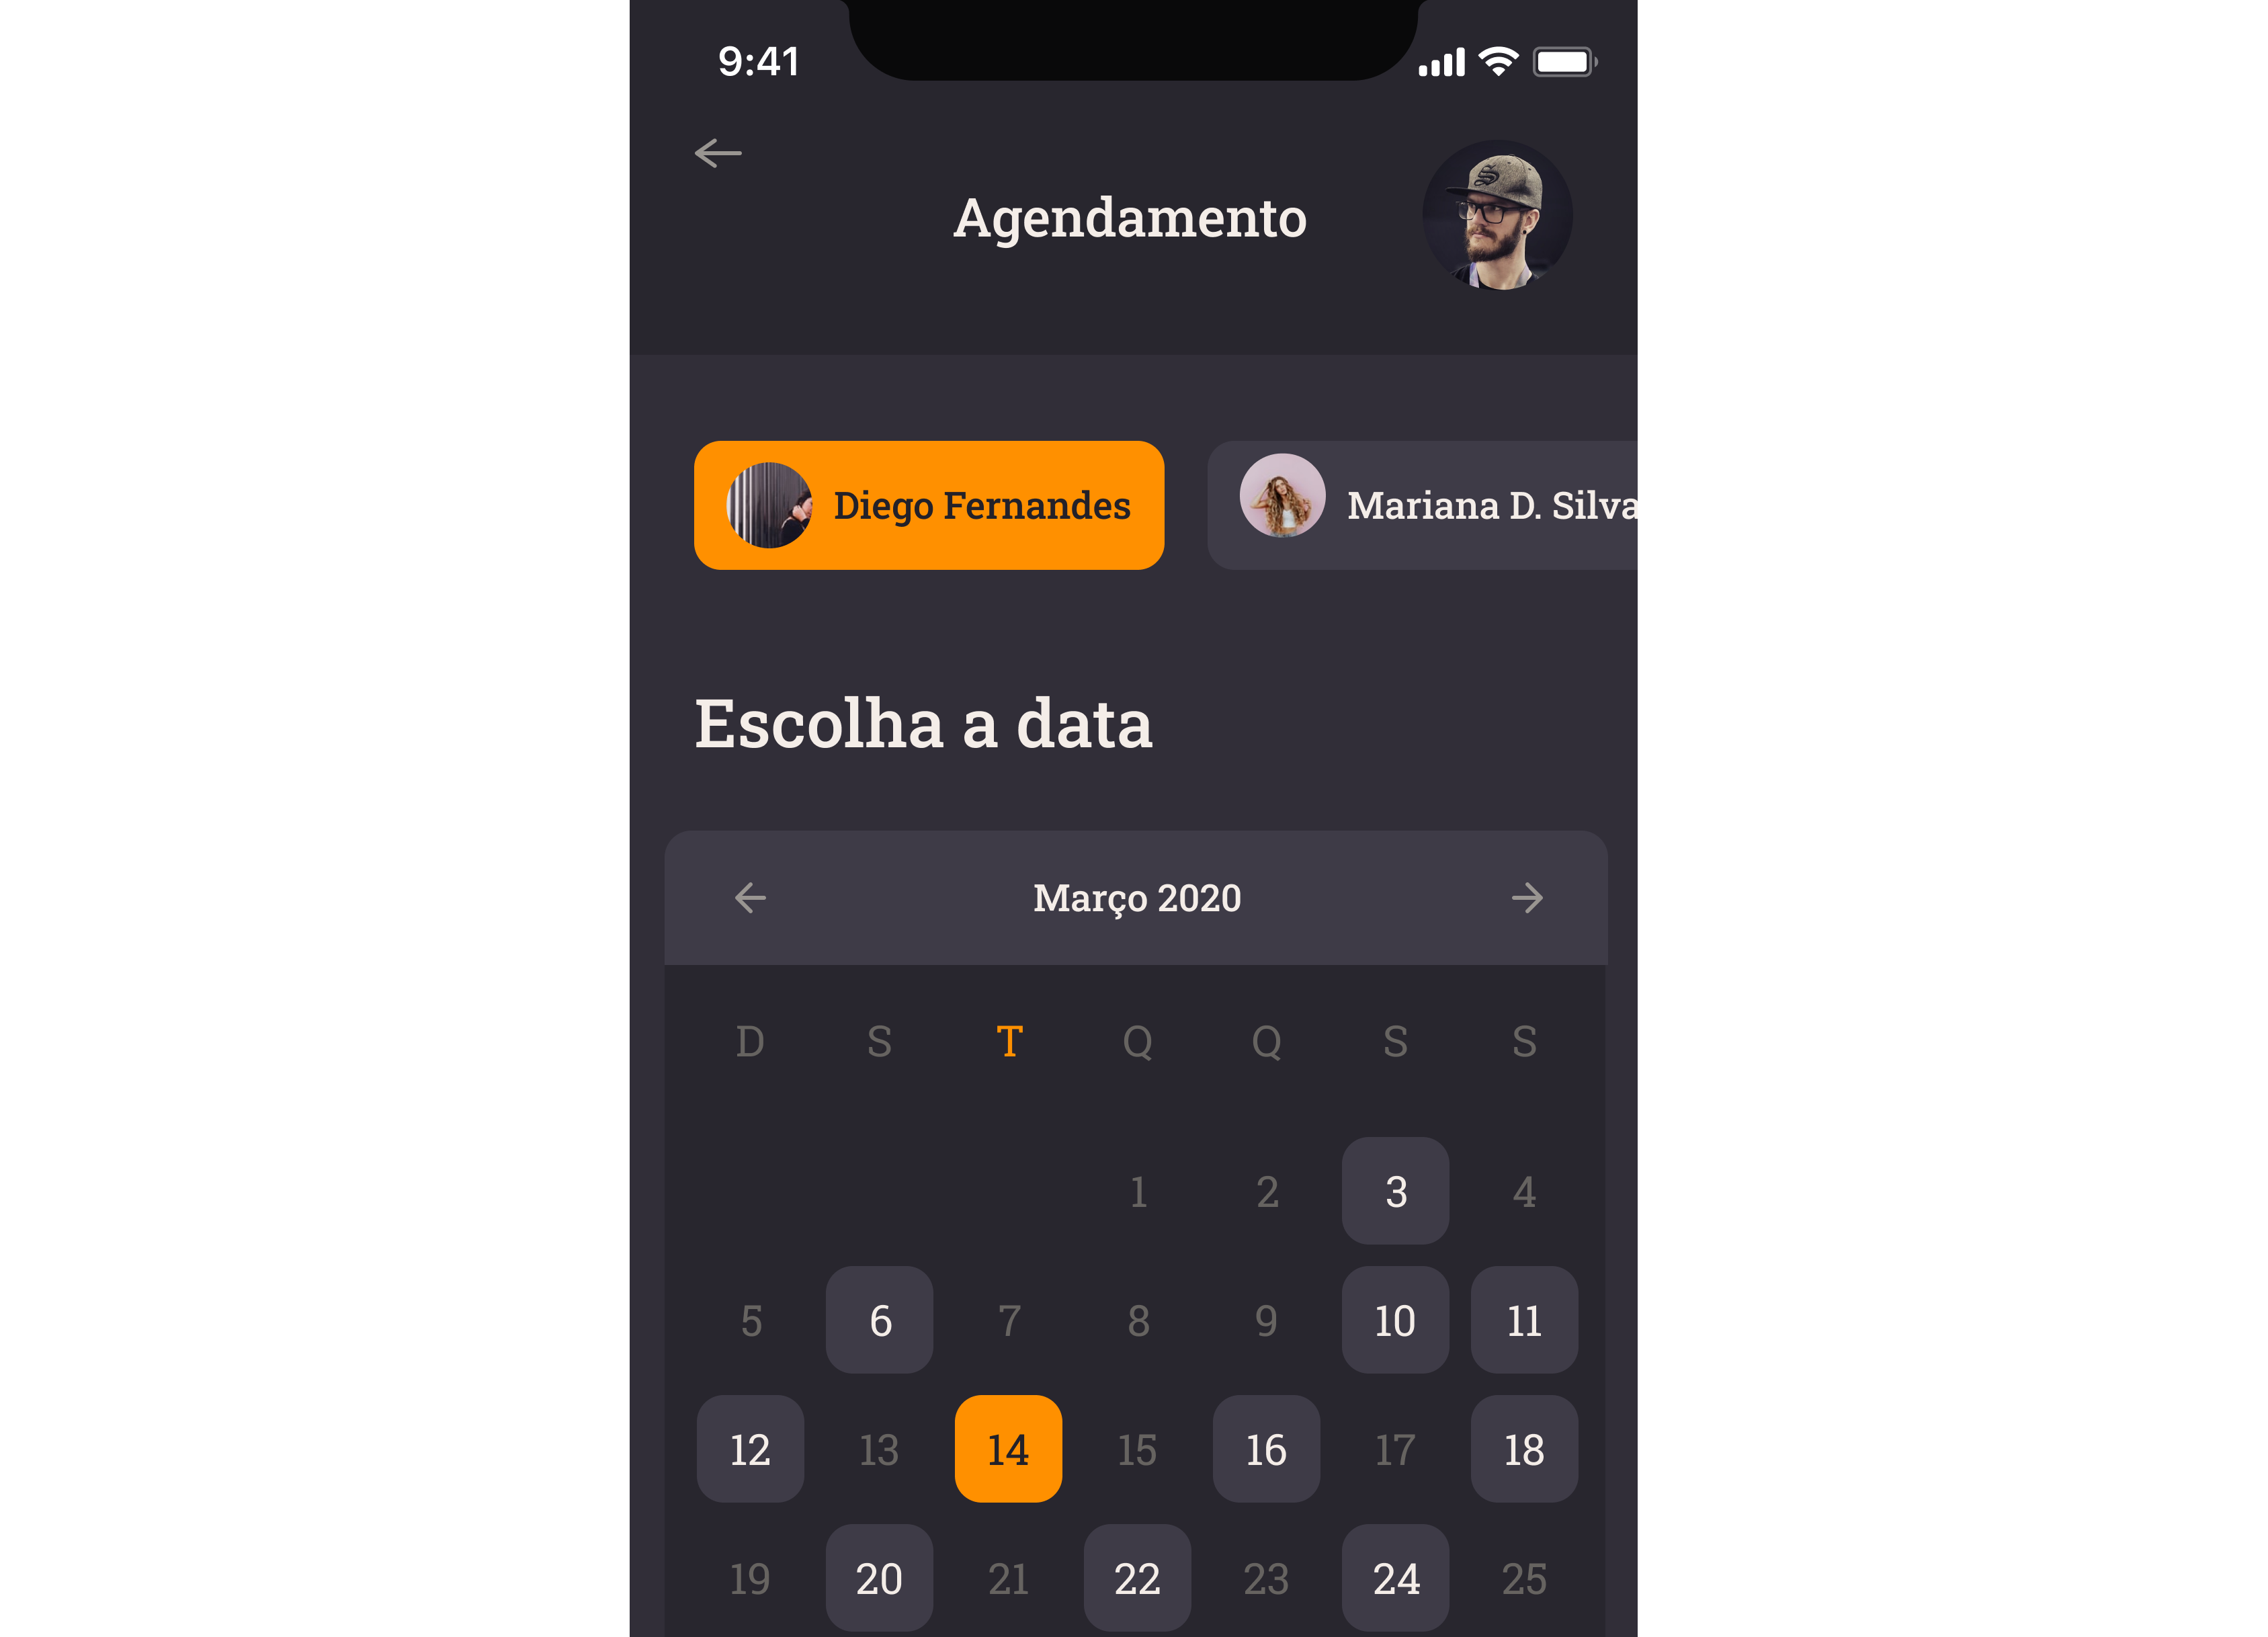 9:41
Agendamento
Diego Fernandes
Mariana D. Silva
Escolha a data
Março 2020
D S T Q Q S S
1 2 3 4
5 6 7 8 9 10 11
12 13 14 15 16 17 18
19 20 21 22 23 24 25